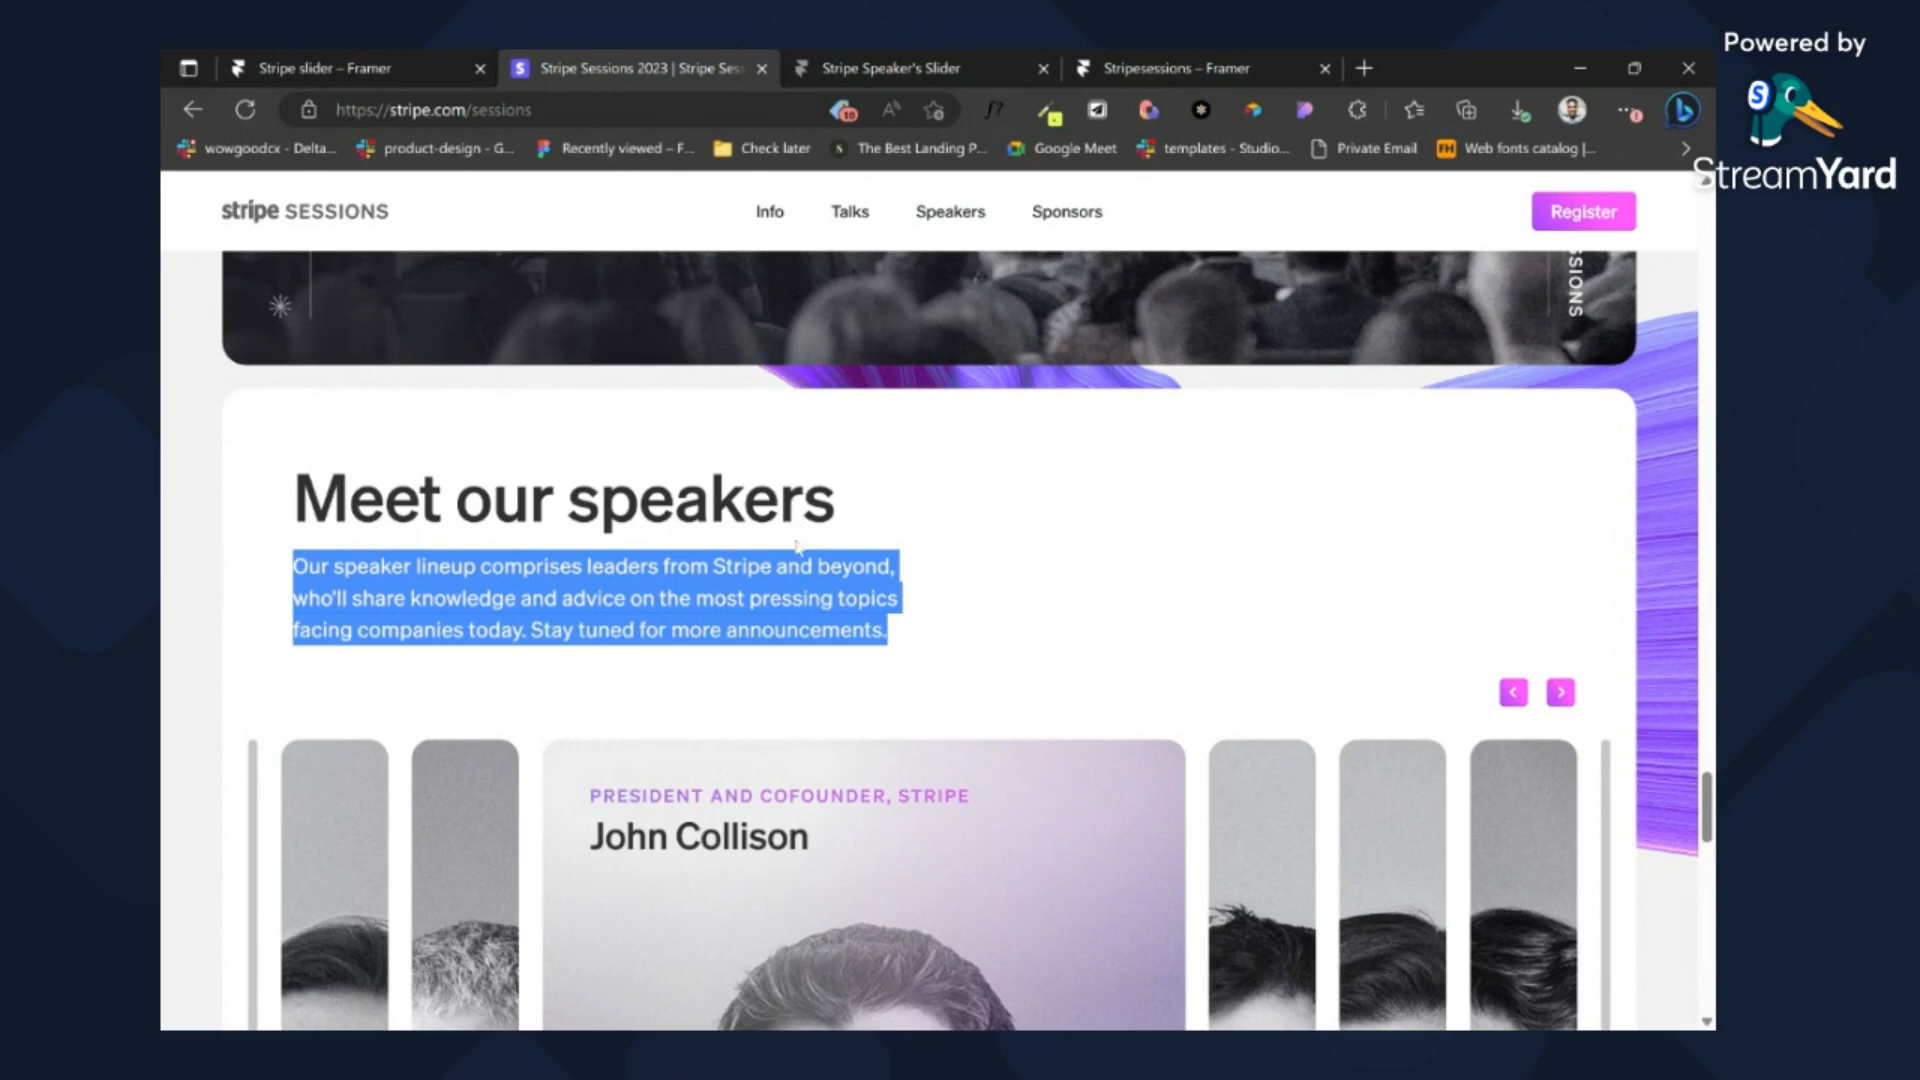 Powered by
StreamYard
Stripe slider – Framer
Stripe Sessions 2023 | Stripe Ses
Stripe Speaker's Slider
Stripesessions – Framer
https://stripe.com/sessions
10
wowgoodcx - Delta...
product-design - G...
Recently viewed – F...
Check later
The Best Landing P...
Google Meet
templates - Studio...
Private Email
FH
Web fonts catalog |...
stripe SESSIONS
Info
Talks
Speakers
Sponsors
Register
SIONS
Meet our speakers
Our speaker lineup comprises leaders from Stripe and beyond,
who'll share knowledge and advice on the most pressing topics
facing companies today. Stay tuned for more announcements.
PRESIDENT AND COFOUNDER, STRIPE
John Collison